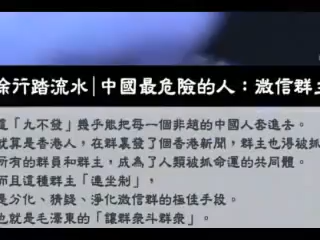 徐行踏流水|中國最危險的人：微信群主
這「九不發」幾乎能把每一個非趙的中國人套進去。
就算是香港人，在群裏發了個香港新聞，群主也得被抓
所有的群員和群主，成為了人類被抓命運的共同體。
而且這種群主「連坐制」，
是分化、猜疑、淨化微信群的極佳手段。
也就是毛澤東的「讓群衆斗群衆」。